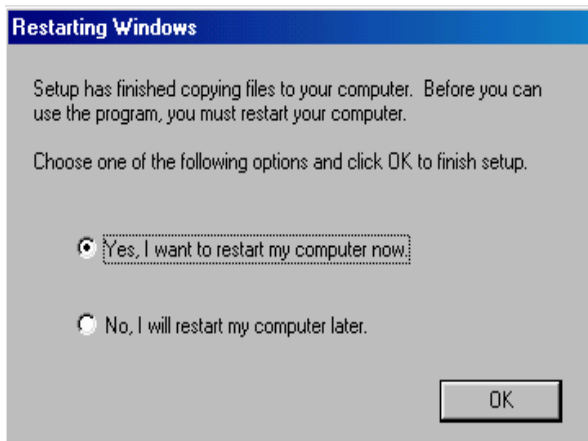 Restarting Windows
Setup has finished copying files to your computer.  Before you can
use the program, you must restart your computer.
Choose one of the following options and click OK to finish setup.
Yes, I want to restart my computer now.
No, I will restart my computer later.
OK